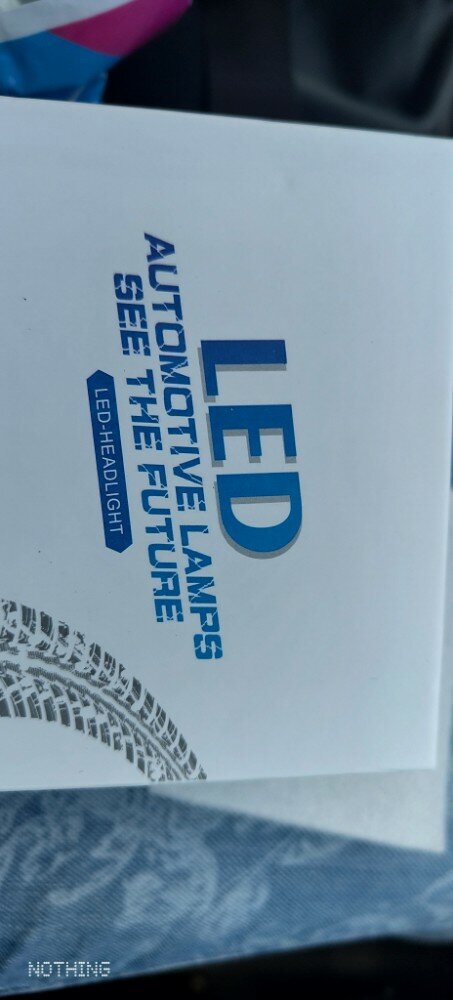 LED
AUTOMOTIVE LAMPS
SEE THE FUTURE
LED-HEADLIGHT
NOTHING